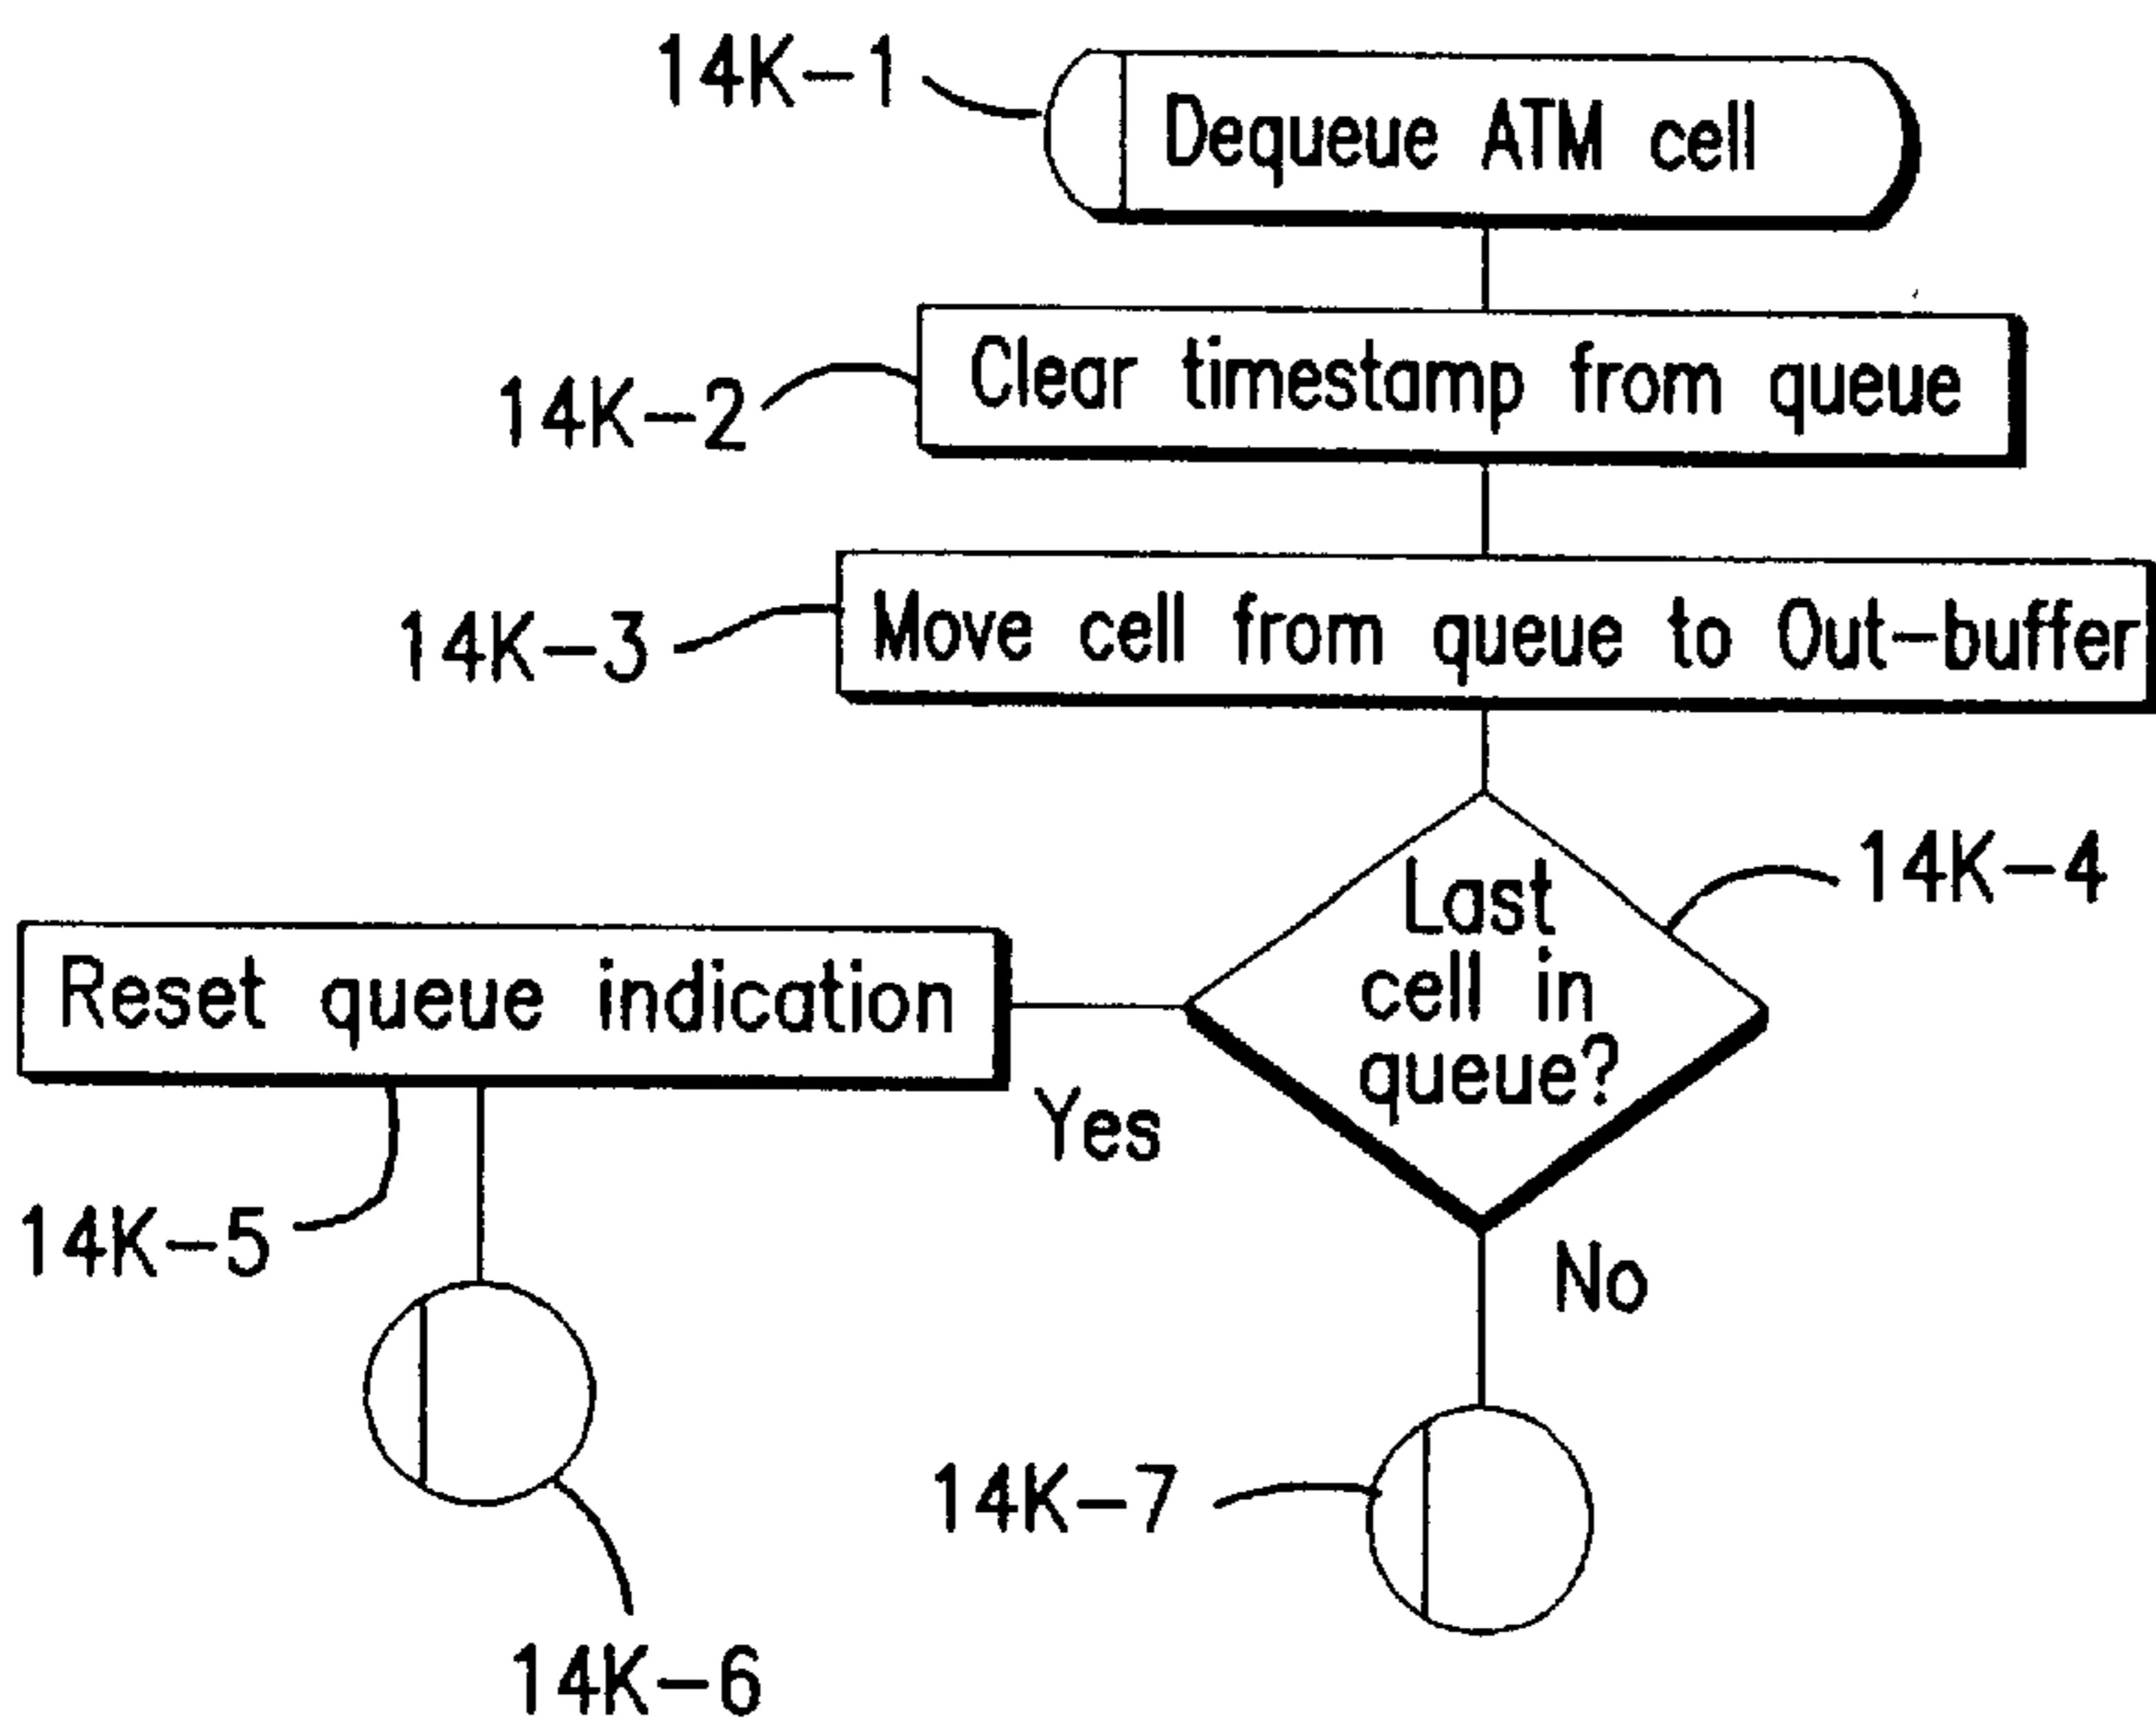 14K-1
Dequeue ATM cell
14K-2
Clear timestamp from queue
14K-3
Move cell from queue to Out-buffer
14K-4
Last
cell in
queue?
Reset queue indication
Yes
14K-5
No
14K-7
14K-6